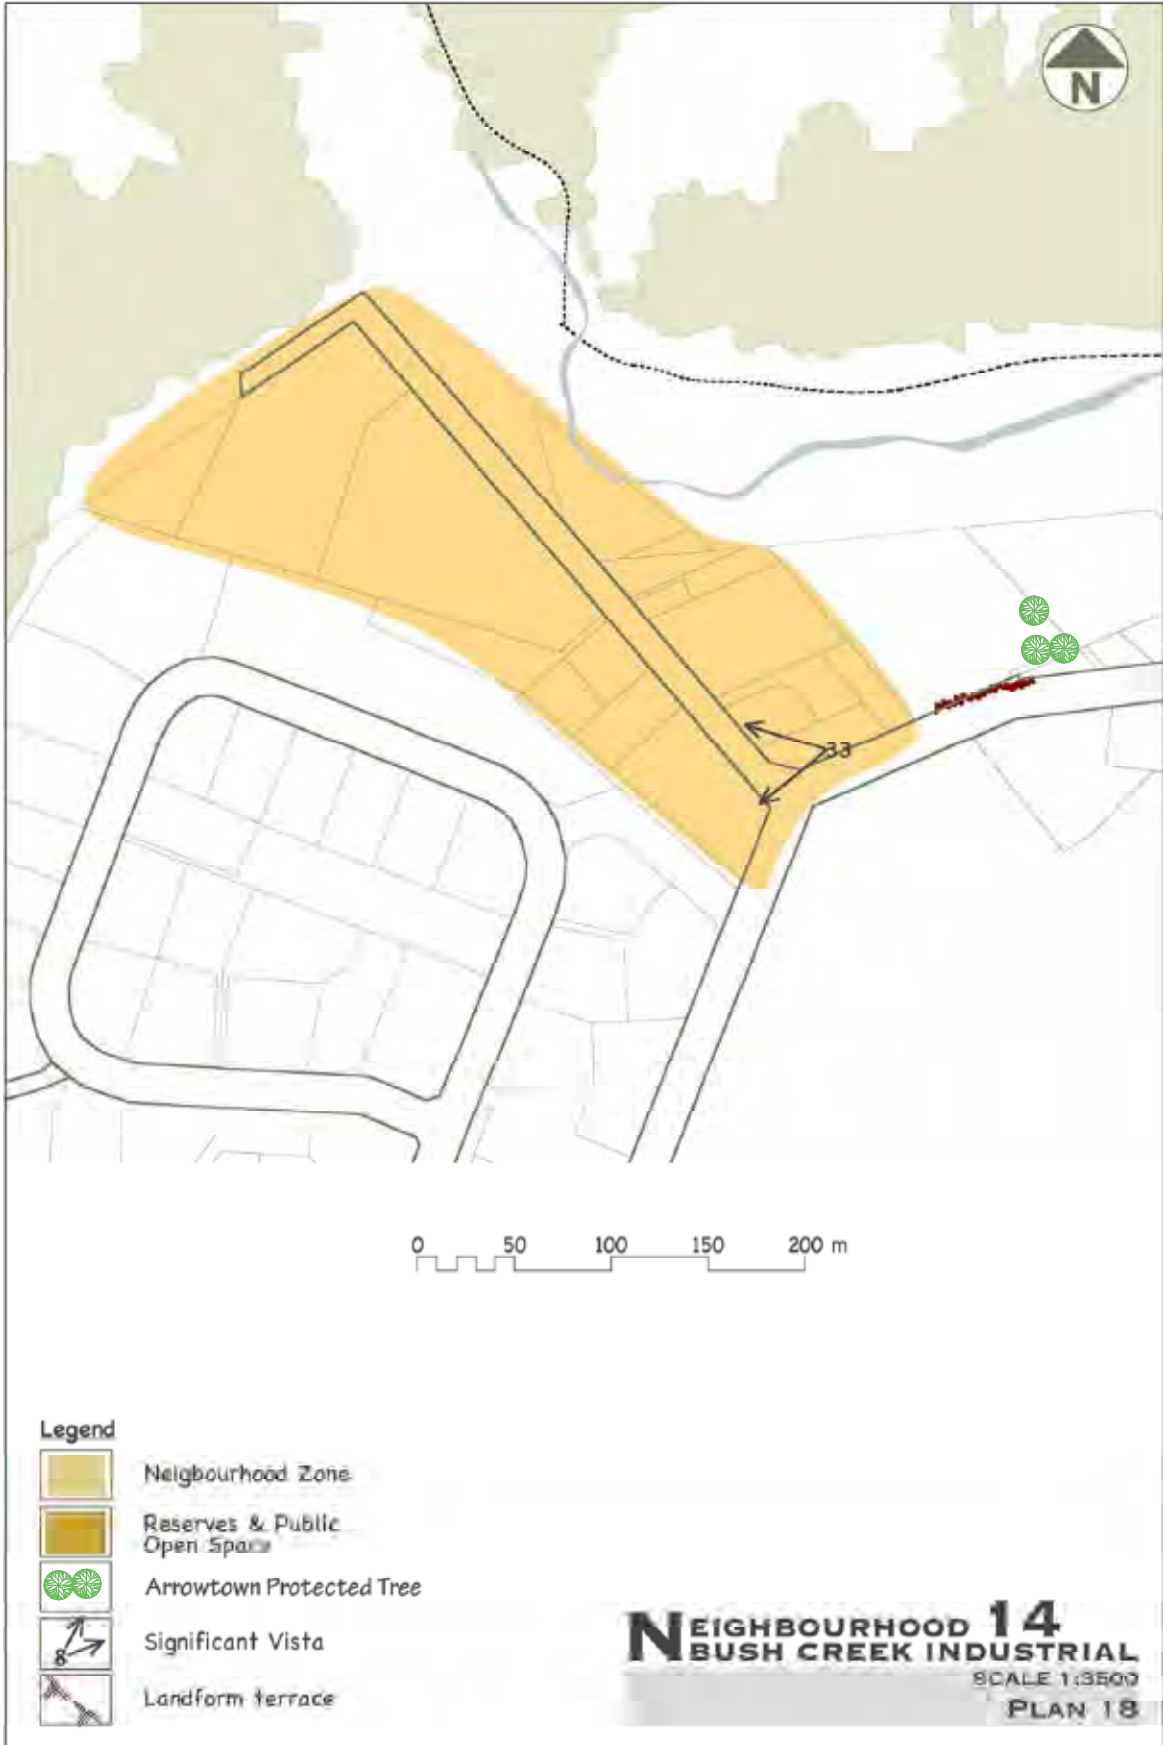 N
33
0 50 100 150 200 m
Legend
Neigbourhood Zone
Reserves & Public
Open Space
Arrowtown Protected Tree
8
Significant Vista
Landform terrace
NEIGHBOURHOOD 14
BUSH CREEK INDUSTRIAL
SCALE 1:3500
PLAN 18